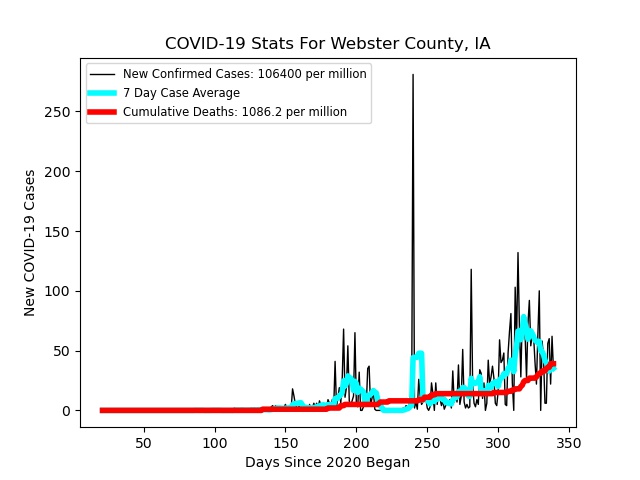 COVID-19 Stats For Webster County, IA
New Confirmed Cases: 106400 per million
7 Day Case Average
Cumulative Deaths: 1086.2 per million
New COVID-19 Cases
250
200
150
100
50
0
50 100 150 200 250 300 350
Days Since 2020 Began